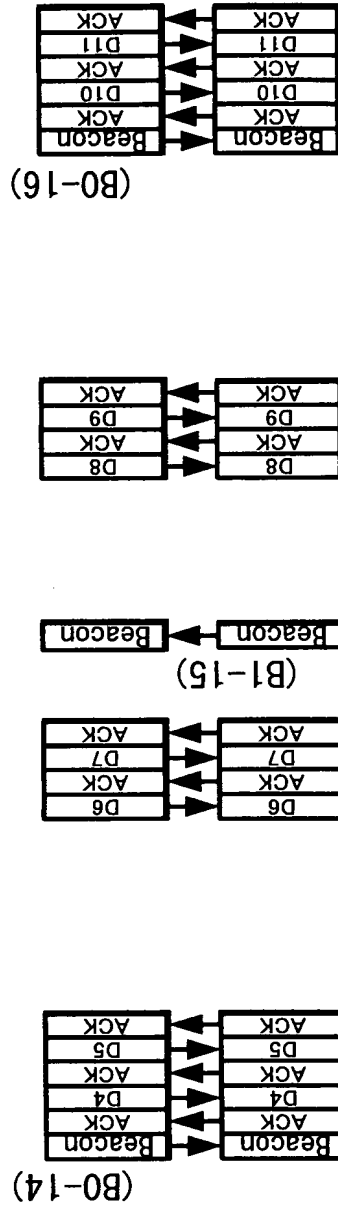 (B0-14)
Beacon Beacon
ACK ACK
D4 D4
ACK ACK
D5 D5
ACK ACK
D6 D6
ACK ACK
D7 D7
ACK ACK
(B1-15)
Beacon Beacon
D8 D8
ACK ACK
D9 D9
ACK ACK
(B0-16)
Beacon Beacon
ACK ACK
D10 D10
ACK ACK
D11 D11
ACK ACK